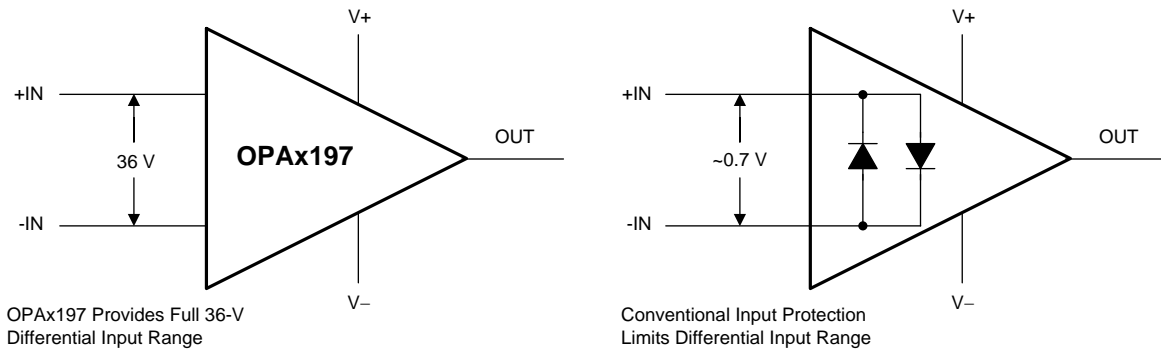 V+
+IN
36 V
OPAx197
OUT
-IN
V–
OPAx197 Provides Full 36-V
Differential Input Range
V+
+IN
~0.7 V
OUT
-IN
V–
Conventional Input Protection
Limits Differential Input Range